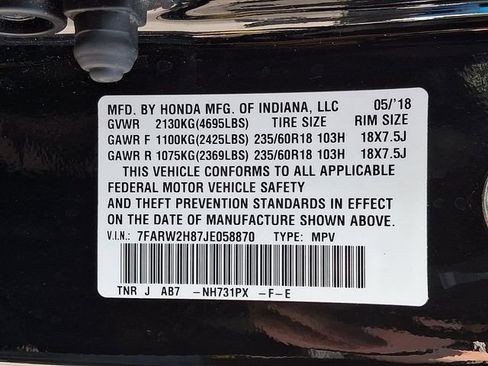 MFD. BY HONDA MFG. OF INDIANA, LLC 05/'18
GVWR 2130KG(4695LBS) TIRE SIZE RIM SIZE
GAWR F 1100KG(2425LBS) 235/60R18 103H 18X7.5J
GAWR R 1075KG(2369LBS) 235/60R18 103H 18X7.5J
THIS VEHICLE CONFORMS TO ALL APPLICABLE
FEDERAL MOTOR VEHICLE SAFETY
AND THEFT PREVENTION STANDARDS IN EFFECT
ON THE DATE OF MANUFACTURE SHOWN ABOVE.
V.I.N.: 7FARW2H87JE058870 TYPE: MPV
TNR J AB7 -NH731PX -F-E